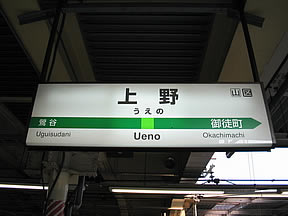 上野
山 区
うえの
鶯谷 御徒町
Uguisudani Ueno Okachimachi